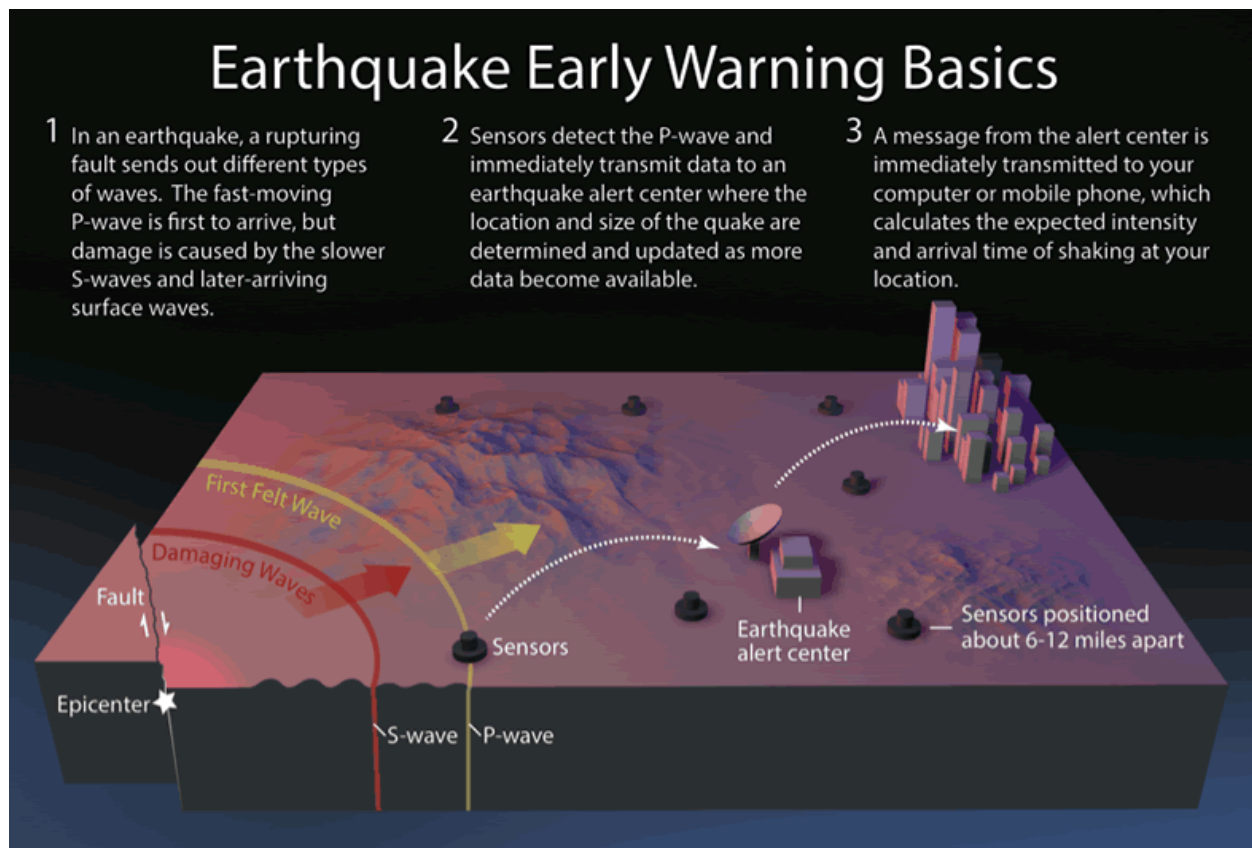 Earthquake Early Warning Basics
1 In an earthquake, a rupturing
fault sends out different types
of waves. The fast-moving
P-wave is first to arrive, but
damage is caused by the slower
S-waves and later-arriving
surface waves.
2 Sensors detect the P-wave and
immediately transmit data to an
earthquake alert center where the
location and size of the quake are
determined and updated as more
data become available.
3 A message from the alert center is
immediately transmitted to your
computer or mobile phone, which
calculates the expected intensity
and arrival time of shaking at your
location.
First Felt Wave
Damaging Waves
Fault
Sensors
Earthquake
alert center
Sensors positioned
about 6-12 miles apart
Epicenter
S-wave
P-wave